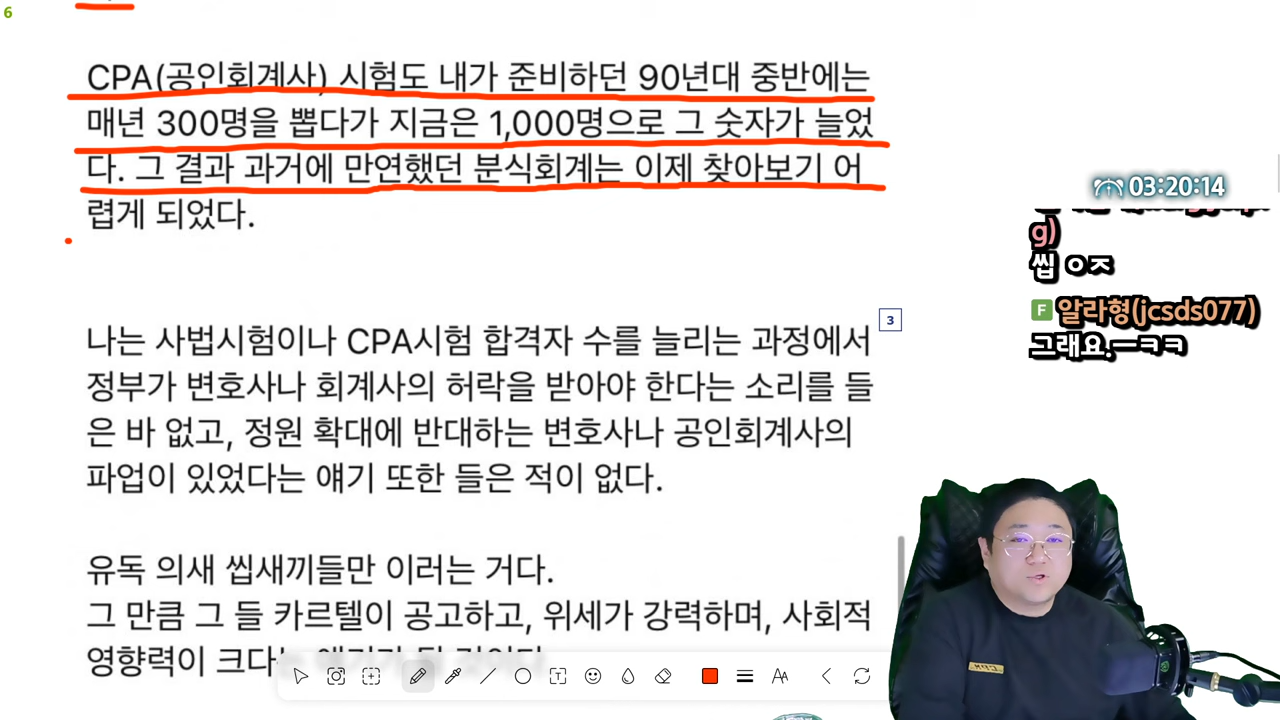 6
CPA(공인회계사) 시험도 내가 준비하던 90년대 중반에는
매년 300명을 뽑다가 지금은 1,000명으로 그 숫자가 늘었
다. 그 결과 과거에 만연했던 분식회계는 이제 찾아보기 어
렵게 되었다.
03:20:14
g)
씹 ㅇㅈ
F 알라형(jcsds077)
그래요.ㅡㅋㅋ
3
나는 사법시험이나 CPA시험 합격자 수를 늘리는 과정에서
정부가 변호사나 회계사의 허락을 받아야 한다는 소리를 들
은 바 없고, 정원 확대에 반대하는 변호사나 공인회계사의
파업이 있었다는 얘기 또한 들은 적이 없다.
유독 의새 씹새끼들만 이러는 거다.
그 만큼 그 들 카르텔이 공고하고, 위세가 강력하며, 사회적
영향력이 크다